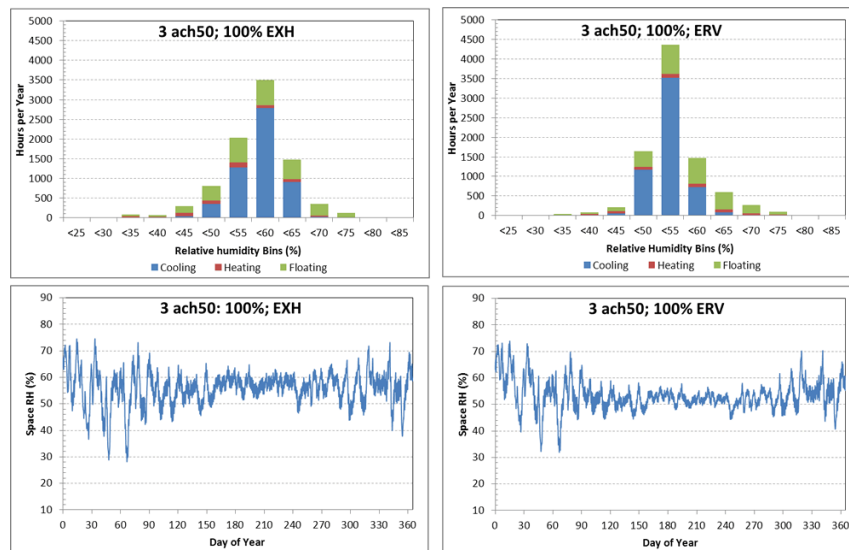 3 ach50; 100% EXH
5000
4500
4000
3500
3000
2500
2000
1500
1000
500
0
Hours per Year
<25 <30 <35 <40 <45 <50 <55 <60 <65 <70 <75 <80 <85
Relative humidity Bins (%)
Cooling Heating Floating
3 ach50; 100%; ERV
5000
4500
4000
3500
3000
2500
2000
1500
1000
500
0
Hours per Year
<25 <30 <35 <40 <45 <50 <55 <60 <65 <70 <75 <80 <85
Relative Humidity Bins (%)
Cooling Heating Floating
3 ach50: 100%; EXH
90
80
70
60
50
40
30
20
10
Space RH (%)
0 30 60 90 120 150 180 210 240 270 300 330 360
Day of Year
3 ach50; 100% ERV
90
80
70
60
50
40
30
20
10
Space RH (%)
0 30 60 90 120 150 180 210 240 270 300 330 360
Day of Year